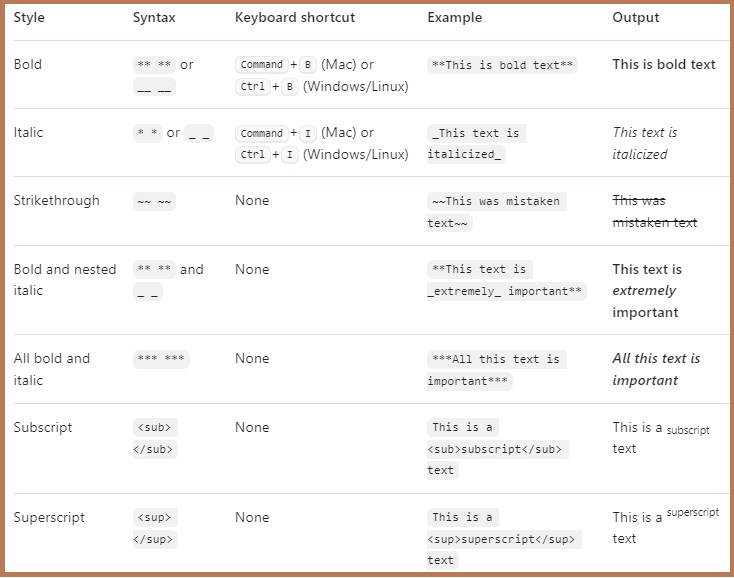 Style Syntax Keyboard shortcut Example Output
Bold ** ** or Command + B (Mac) or **This is bold text** This is bold text
__ __ Ctrl + B (Windows/Linux)
Italic * * or _ _ Command + I (Mac) or _This text is This text is
Ctrl + I (Windows/Linux) italicized_ italicized
Strikethrough ~~ ~~ None ~~This was mistaken This was
text~~ mistaken text
Bold and nested ** ** and None **This text is This text is
italic _ _ _extremely_ important** extremely
important
All bold and *** *** None ***All this text is All this text is
italic important*** important
Subscript <sub> None This is a This is a subscript
</sub> <sub>subscript</sub> text
text
Superscript <sup> None This is a This is a superscript
</sup> <sup>superscript</sup> text
text